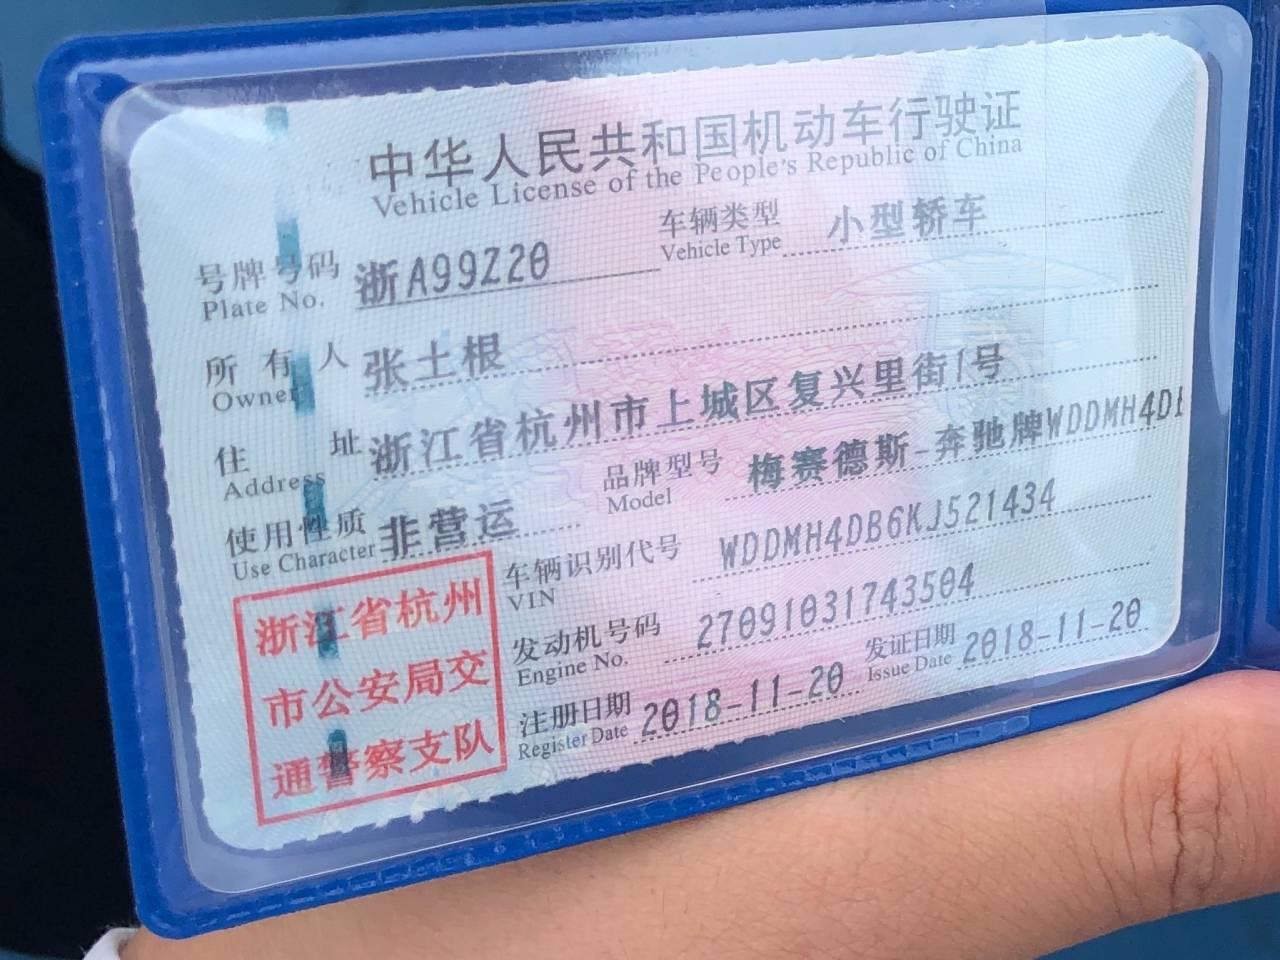 中华人民共和国机动车行驶证
Vehicle License of the People's Republic of China
号牌号码 浙A99Z20 车辆类型 小型轿车
Plate No. Vehicle Type
所有人 张土根
Owner
住址 浙江省杭州市上城区复兴里街1号
Address
使用性质 非营运 品牌型号 梅赛德斯-奔驰牌WDDMH4DB
Use Character Model
车辆识别代号 WDDMH4DB6KJ521434
VIN
发动机号码 27091031743504
Engine No.
注册日期 2018-11-20 发证日期 2018-11-20
Register Date Issue Date
浙江省杭州
市公安局交
通警察支队